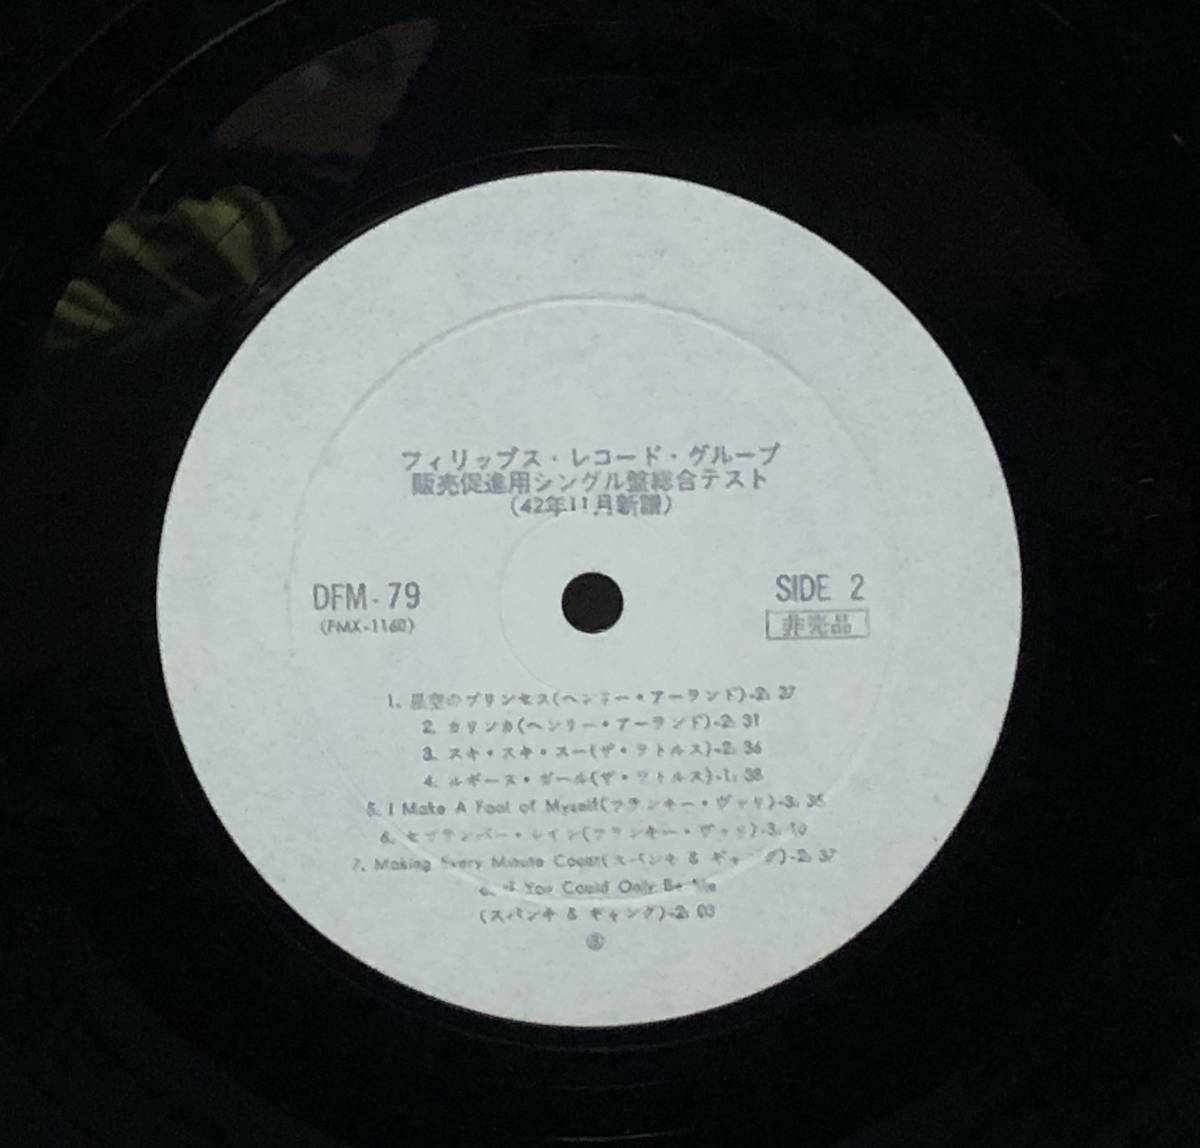 フィリップス・レコード・グループ
販売促進用シングル盤総合テスト
(42年11月新譜)
DFM-79
(FMX-1160)
SIDE 2
非売品
1. 星空のプリンセス(ヘンリー・アーランド)-2: 27
2. カリンカ(ヘンリー・アーランド)-2: 31
3. スキ・スキ・スー(ザ・ラトルス)-2: 36
4. ルギース・ガール(ザ・ラトルス)-1: 38
5. I Make A Fool of Myself(フランキー・ヴァリ)-3: 35
6. セプテンバー・レイン(フランキー・ヴァリ)-3: 10
7. Making Every Minute Count(スパンキ & ギャング)-2: 37
You Could Only Be Me
(スパンキ & ギャング)-2: 03